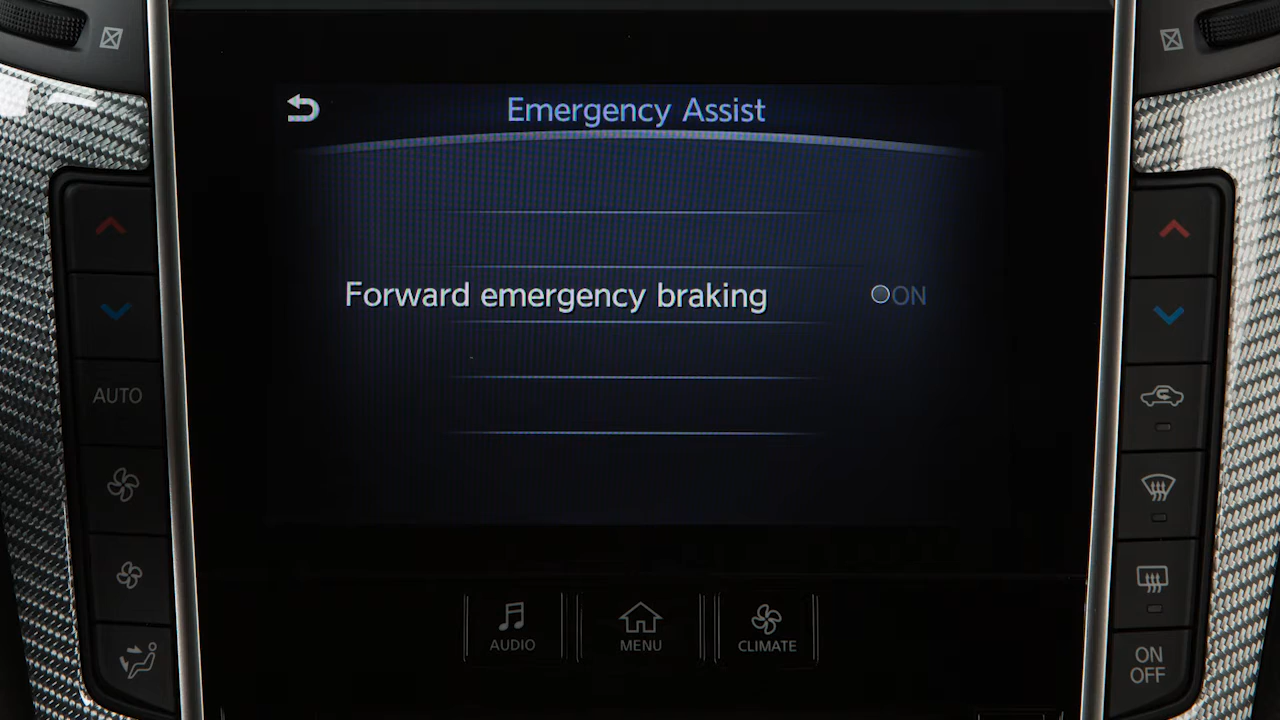 Emergency Assist
Forward emergency braking
ON
AUTO
AUDIO
MENU
CLIMATE
ON
OFF